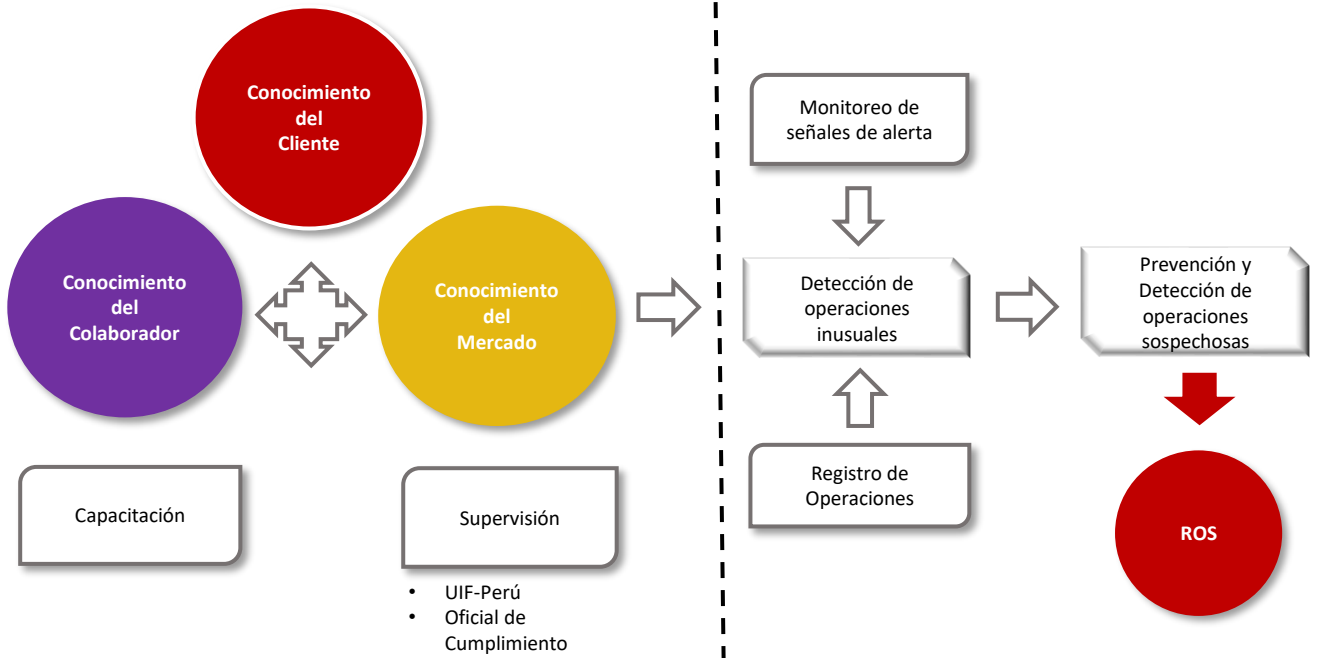 Conocimiento
del
Cliente
Conocimiento
del
Colaborador
Conocimiento
del
Mercado
Capacitación
Supervisión
• UIF-Perú
• Oficial de
Cumplimiento
Monitoreo de
señales de alerta
Detección de
operaciones
inusuales
Registro de
Operaciones
Prevención y
Detección de
operaciones
sospechosas
ROS